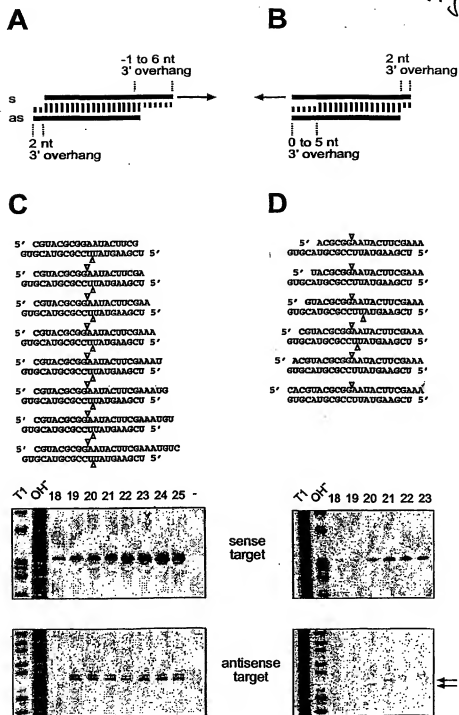 A
B
-1 to 6 nt
3' overhang
2 nt
3' overhang
s
as
2 nt
3' overhang
0 to 5 nt
3' overhang
C
D
5' CGUACGCGGAAUACUUCG
GUGCAUGCGCCUUAUGAAGCU 5'
5' CGUACGCGGAAUACUUCGA
GUGCAUGCGCCUUAUGAAGCU 5'
5' CGUACGCGGAAUACUUCGAA
GUGCAUGCGCCUUAUGAAGCU 5'
5' CGUACGCGGAAUACUUCGAAA
GUGCAUGCGCCUUAUGAAGCU 5'
5' CGUACGCGGAAUACUUCGAAAU
GUGCAUGCGCCUUAUGAAGCU 5'
5' CGUACGCGGAAUACUUCGAAAUG
GUGCAUGCGCCUUAUGAAGCU 5'
5' CGUACGCGGAAUACUUCGAAAUGU
GUGCAUGCGCCUUAUGAAGCU 5'
5' CGUACGCGGAAUACUUCGAAAUGUC
GUGCAUGCGCCUUAUGAAGCU 5'
5' ACGCGGAAUACUUCGAAA
GUGCAUGCGCCUUAUGAAGCU 5'
5' UACGCGGAAUACUUCGAAA
GUGCAUGCGCCUUAUGAAGCU 5'
5' GUACGCGGAAUACUUCGAAA
GUGCAUGCGCCUUAUGAAGCU 5'
5' CGUACGCGGAAUACUUCGAAA
GUGCAUGCGCCUUAUGAAGCU 5'
5' ACGUACGCGGAAUACUUCGAAA
GUGCAUGCGCCUUAUGAAGCU 5'
5' CACGUACGCGGAAUACUUCGAAA
GUGCAUGCGCCUUAUGAAGCU 5'
T1 OH- 18 19 20 21 22 23 24 25 -
T1 OH- 18 19 20 21 22 23
sense
target
antisense
target